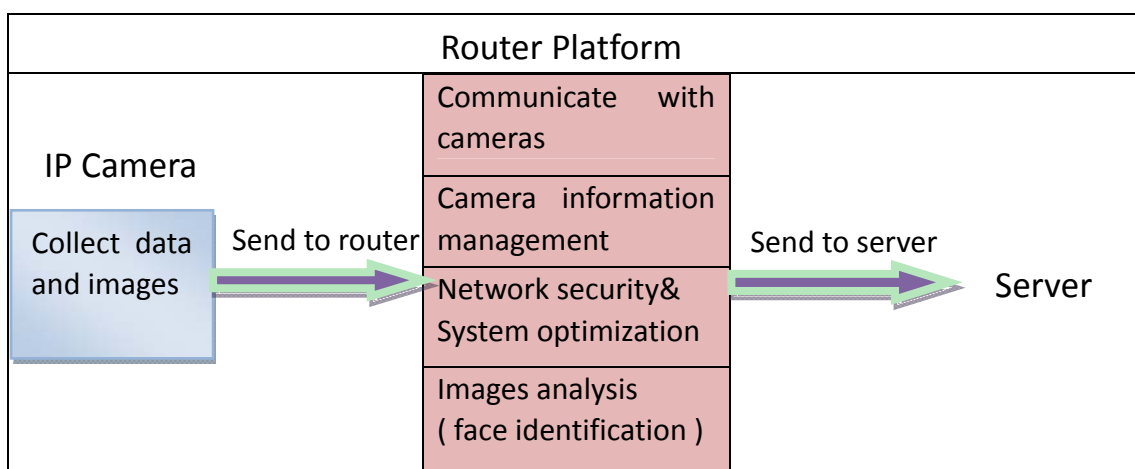 Router Platform
IP Camera
Collect data
and images
Send to router
Communicate with
cameras
Camera information
management
Network security&
System optimization
Images analysis
( face identification )
Send to server
Server